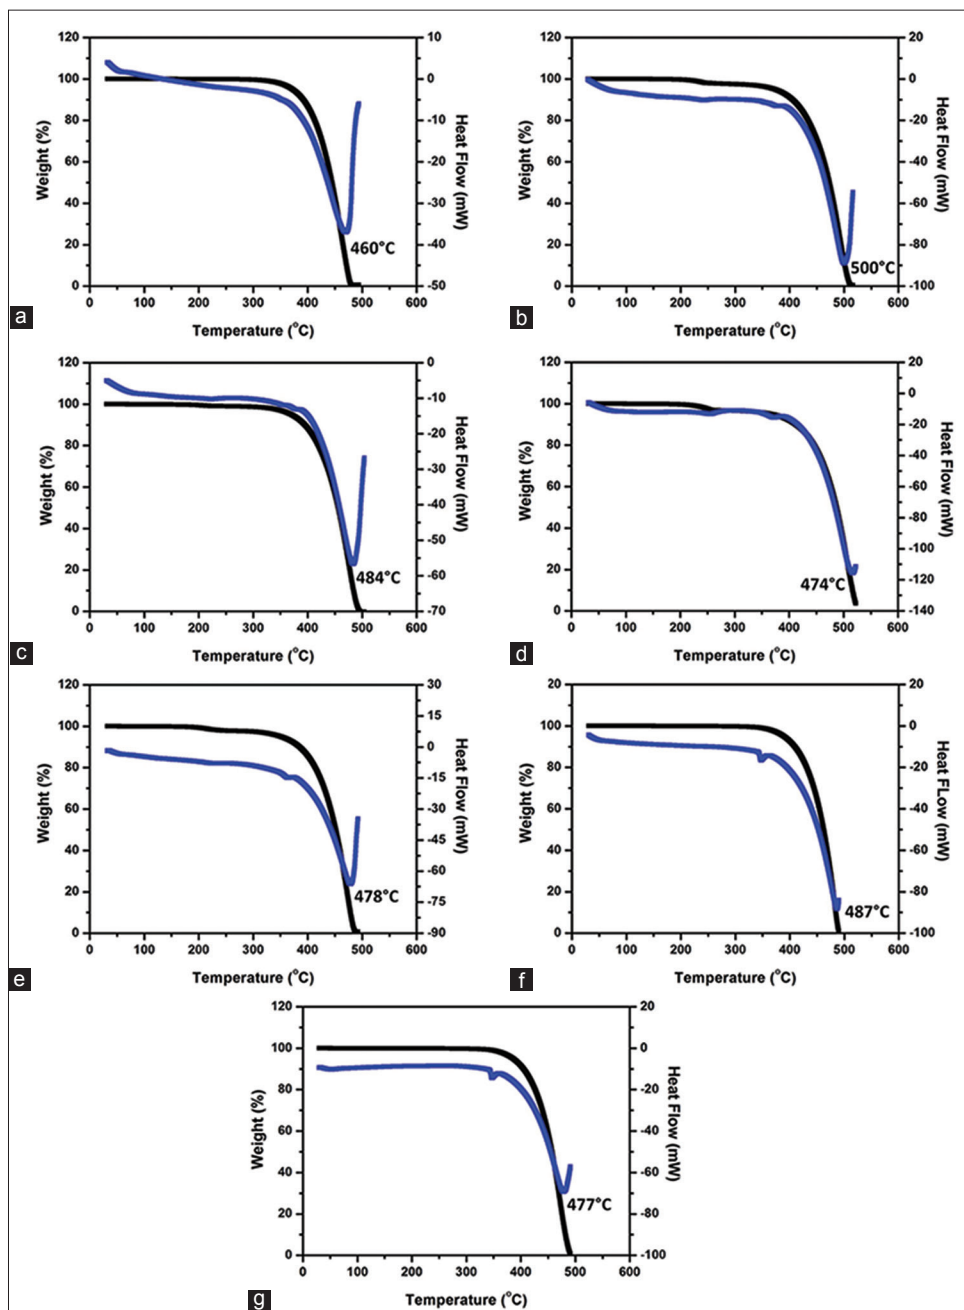 120 10 120 20
100 0 100 0
80 -10 80 -20
60 -20 60 -40
40 -30 40 -60
20 -40 20 -80
0 -50 0 -100
Weight (%) Heat Flow (mW) Weight (%) Heat Flow (mW)
460°C 500°C
0 100 200 300 400 500 600 0 100 200 300 400 500 600
a Temperature (°C) b Temperature (°C)
120 0 120 20
100 -10 100 0
80 -20 80 -20
60 -30 60 -40
40 -40 40 -60
20 -50 20 -80
0 -60 0 -100
-70 -120
-140
Weight (%) Heat Flow (mW) Weight (%) Heat Flow (mW)
484°C 474°C
0 100 200 300 400 500 600 0 100 200 300 400 500 600
c Temperature (°C) d Temperature (°C)
120 30 20 20
100 15 100 0
80 0 80 -20
60 -15 60 -40
40 -30 40 -60
20 -45 20 -80
0 -60 0 -100
-75
-90
Weight (%) Heat Flow (mW) Weight (%) Heat FLow (mW)
478°C 487°C
0 100 200 300 400 500 600 0 100 200 300 400 500 600
e Temperature (°C) f Temperature (°C)
120 20
100 0
80 -20
60 -40
40 -60
20 -80
0 -100
Weight (%) Heat Flow (mW)
477°C
0 100 200 300 400 500 600
g Temperature (°C)